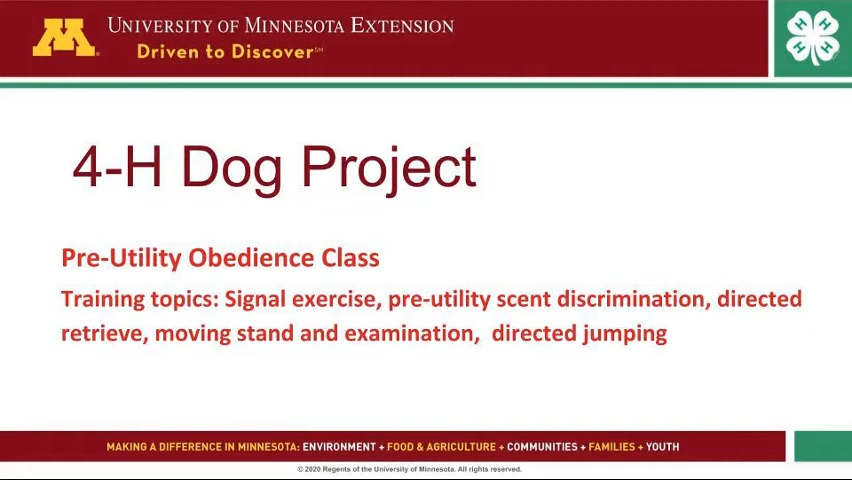 UNIVERSITY OF MINNESOTA EXTENSION
Driven to Discover℠
H H H H
4-H Dog Project
Pre-Utility Obedience Class
Training topics: Signal exercise, pre-utility scent discrimination, directed
retrieve, moving stand and examination, directed jumping
MAKING A DIFFERENCE IN MINNESOTA: ENVIRONMENT + FOOD & AGRICULTURE + COMMUNITIES + FAMILIES + YOUTH
© 2020 Regents of the University of Minnesota. All rights reserved.